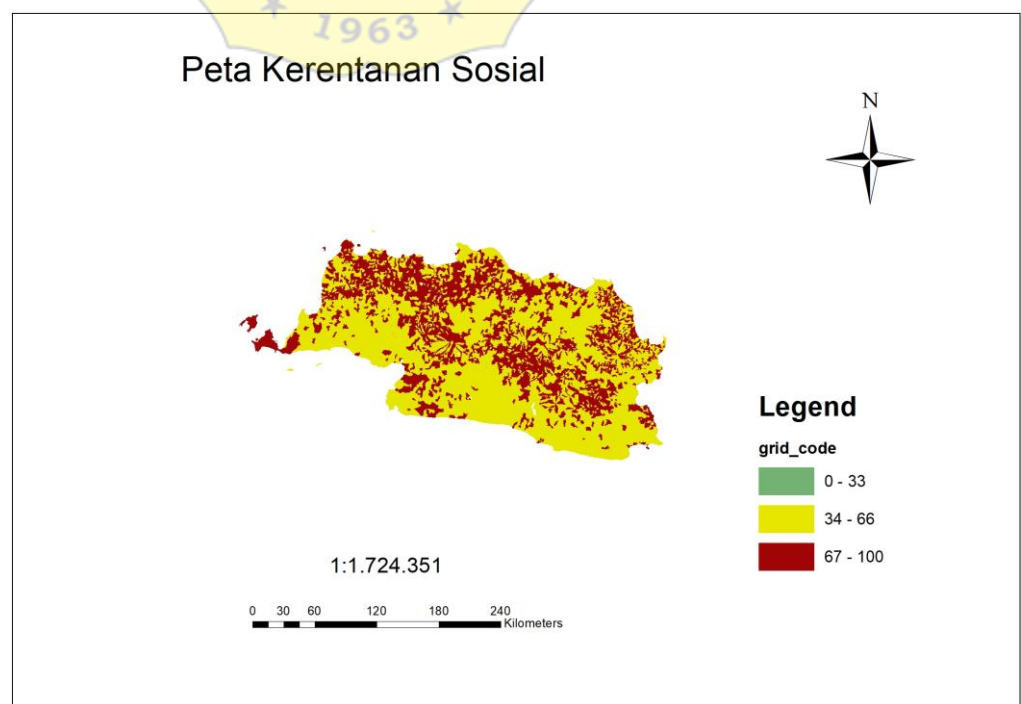 1963
Peta Kerentanan Sosial
N
Legend
grid_code
0 - 33
34 - 66
67 - 100
1:1.724.351
0 30 60 120 180 240
Kilometers